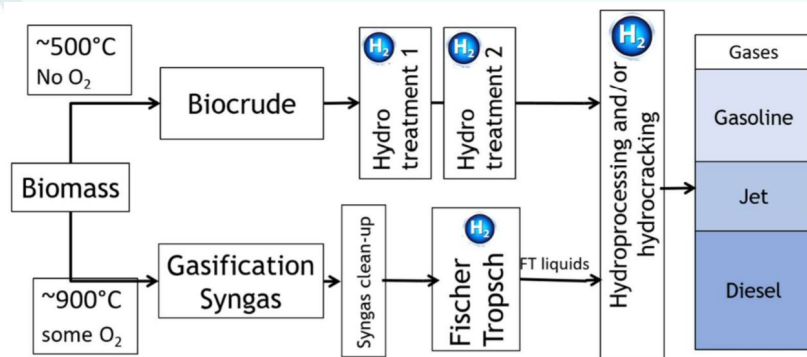 ~500°C
No O₂
Biocrude
H₂
Hydro
treatment 1
H₂
Hydro
treatment 2
H₂
Hydroprocessing and/or
hydrocracking
Gases
Gasoline
Jet
Diesel
Biomass
~900°C
some O₂
Gasification
Syngas
Syngas clean-up
H₂
Fischer
Tropsch
FT liquids